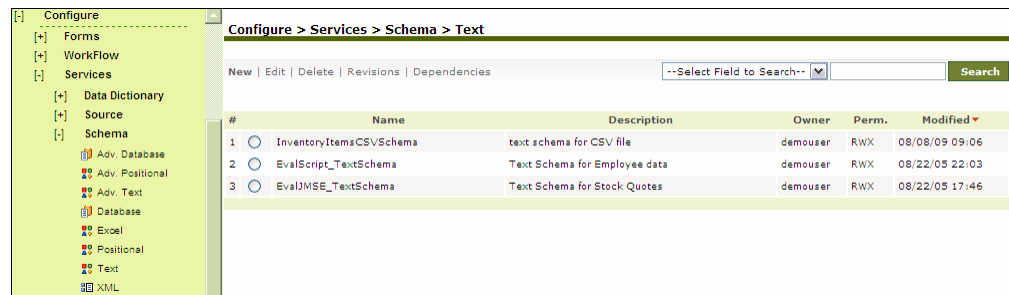 [-] Configure
[+] Forms
[+] WorkFlow
[-] Services
[+] Data Dictionary
[+] Source
[-] Schema
Adv. Database
Adv. Positional
Adv. Text
Database
Excel
Positional
Text
XML
Configure > Services > Schema > Text
New | Edit | Delete | Revisions | Dependencies --Select Field to Search-- Search
# Name Description Owner Perm. Modified
1 InventoryItemsCSVSchema text schema for CSV file demouser RWX 08/08/09 09:06
2 EvalScript_TextSchema Text Schema for Employee data demouser RWX 08/22/05 22:03
3 EvalJMSE_TextSchema Text Schema for Stock Quotes demouser RWX 08/22/05 17:46